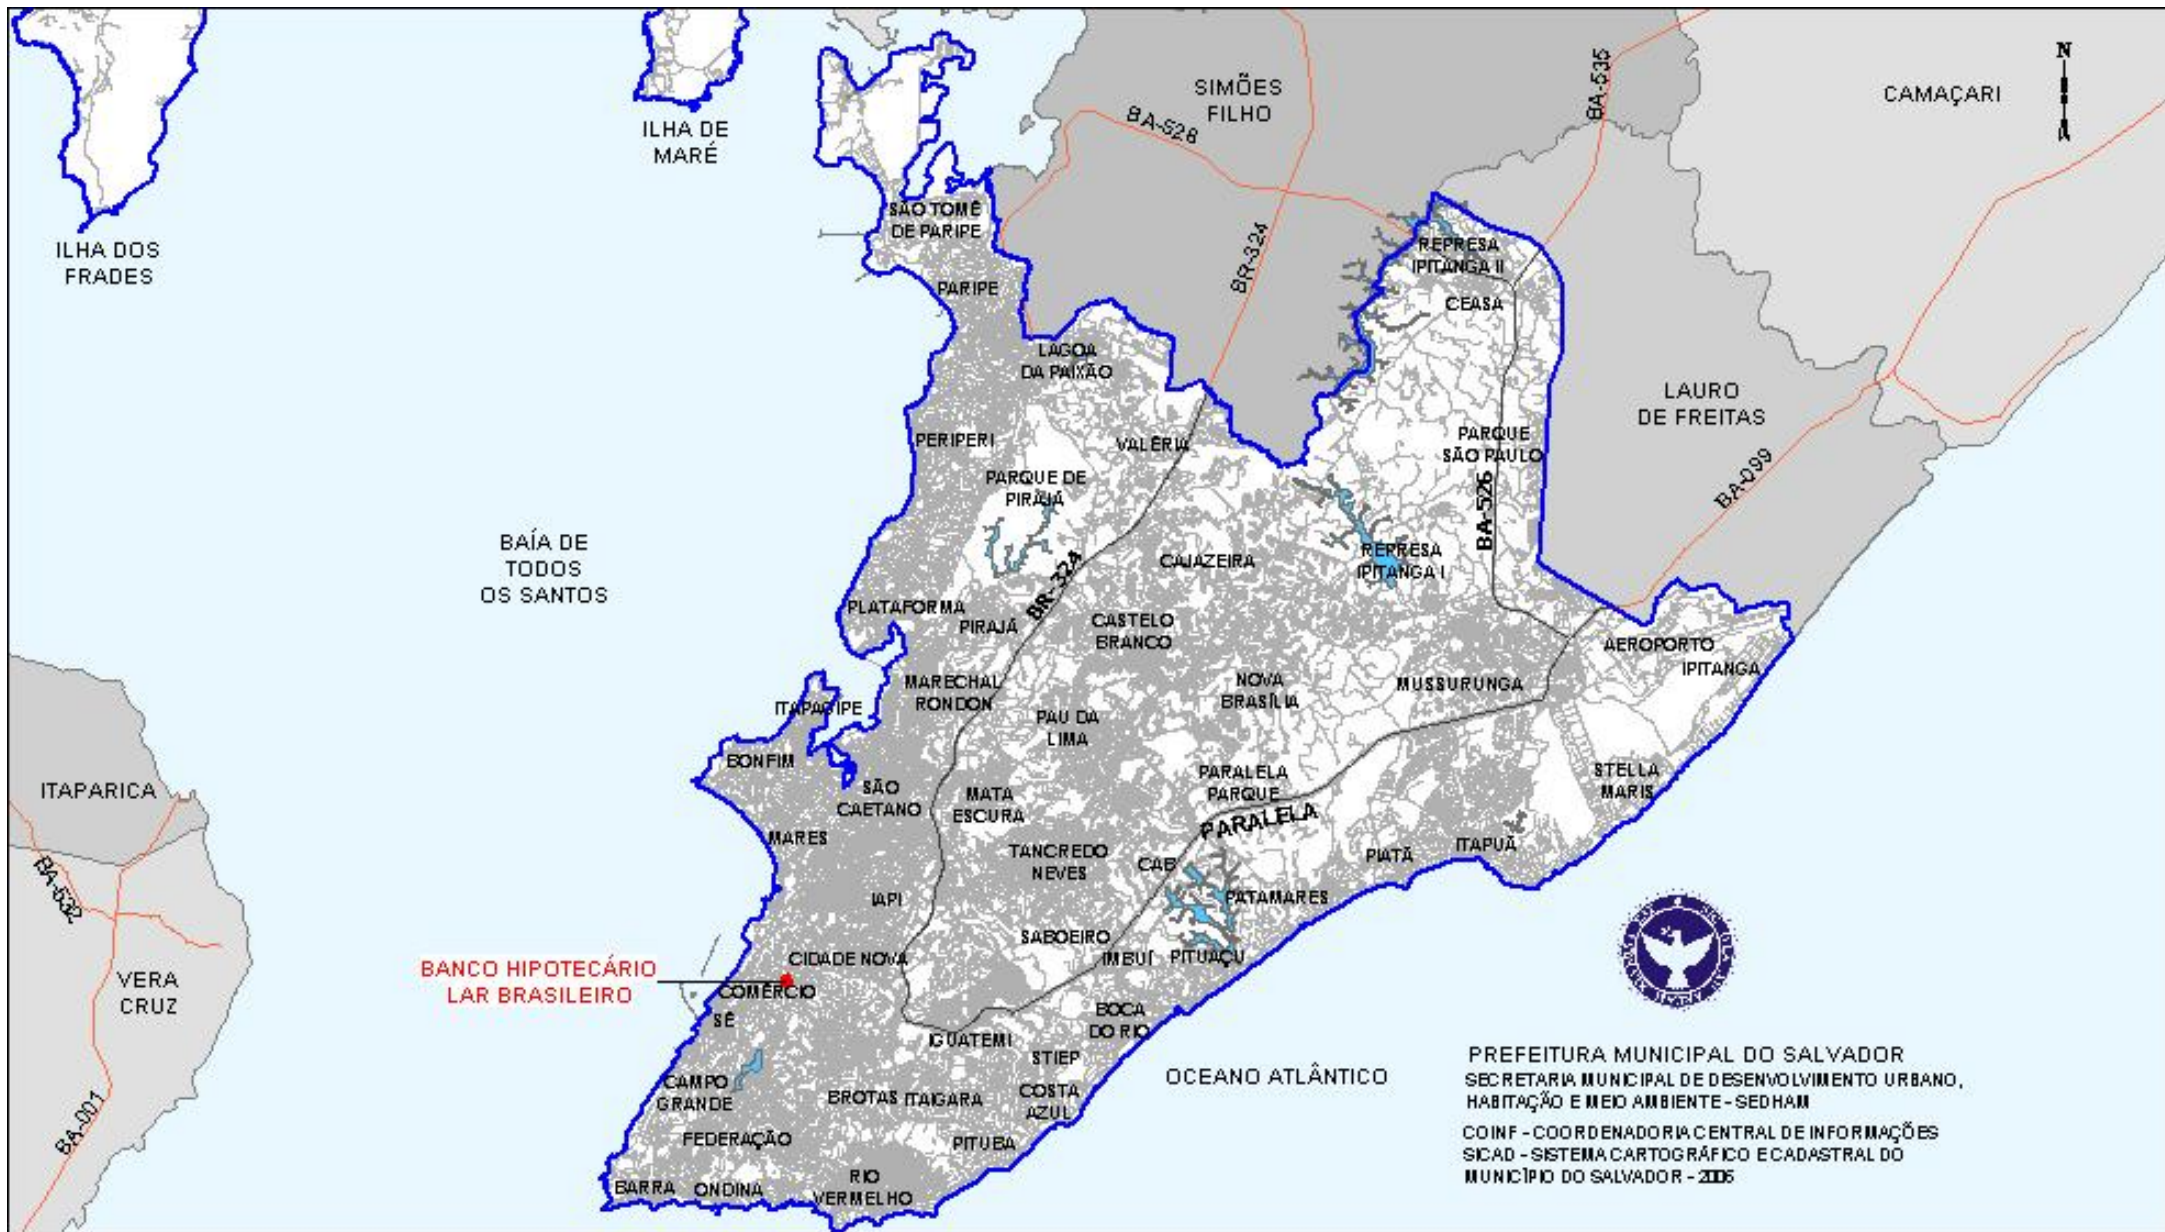 N
SIMÕES
FILHO
CAMAÇARI
BA-535
BA-528
ILHA DE
MARÉ
ILHA DOS
FRADES
SÃO TOMÉ
DE PARIPE
BR-324
REPRESA
IPITANGA II
PARIPE
CEASA
LAGOA
DA PAIXÃO
LAURO
DE FREITAS
PERIPERI
VALÉRIA
PARQUE
SÃO PAULO
PARQUE DE
PIRAJÁ
BA-099
BA-526
BAÍA DE
TODOS
OS SANTOS
CAJAZEIRA
REPRESA
IPITANGA I
BR-324
PLATAFORMA
PIRAJÁ
CASTELO
BRANCO
AEROPORTO
IPITANGA
MARECHAL
RONDON
NOVA
BRASÍLIA
MUSSURUNGA
ITAPAGIPE
PAU DA
LIMA
BONFIM
PARALELA
PARQUE
STELLA
MARIS
ITAPARICA
SÃO
CAETANO
MATA
ESCURA
PARALELA
MARES
TANCREDO
NEVES
CAB
PIATÃ
ITAPUÃ
BA-532
IAPI
PATAMARES
SABOEIRO
IMBUÍ
PITUAÇU
BANCO HIPOTECÁRIO
LAR BRASILEIRO
CIDADE NOVA
VERA
CRUZ
COMÉRCIO
SÉ
BOCA
DO RIO
IGUATEMI
STIEP
OCEANO ATLÂNTICO
CAMPO
GRANDE
BROTAS
ITAIGARA
COSTA
AZUL
BA-001
FEDERAÇÃO
PITUBA
BARRA
ONDINA
RIO
VERMELHO
PREFEITURA MUNICIPAL DO SALVADOR
SECRETARIA MUNICIPAL DE DESENVOLVIMENTO URBANO,
HABITAÇÃO E MEIO AMBIENTE - SEDHAM
COINF - COORDENADORIA CENTRAL DE INFORMAÇÕES
SICAD - SISTEMA CARTOGRÁFICO E CADASTRAL DO
MUNICÍPIO DO SALVADOR - 2006